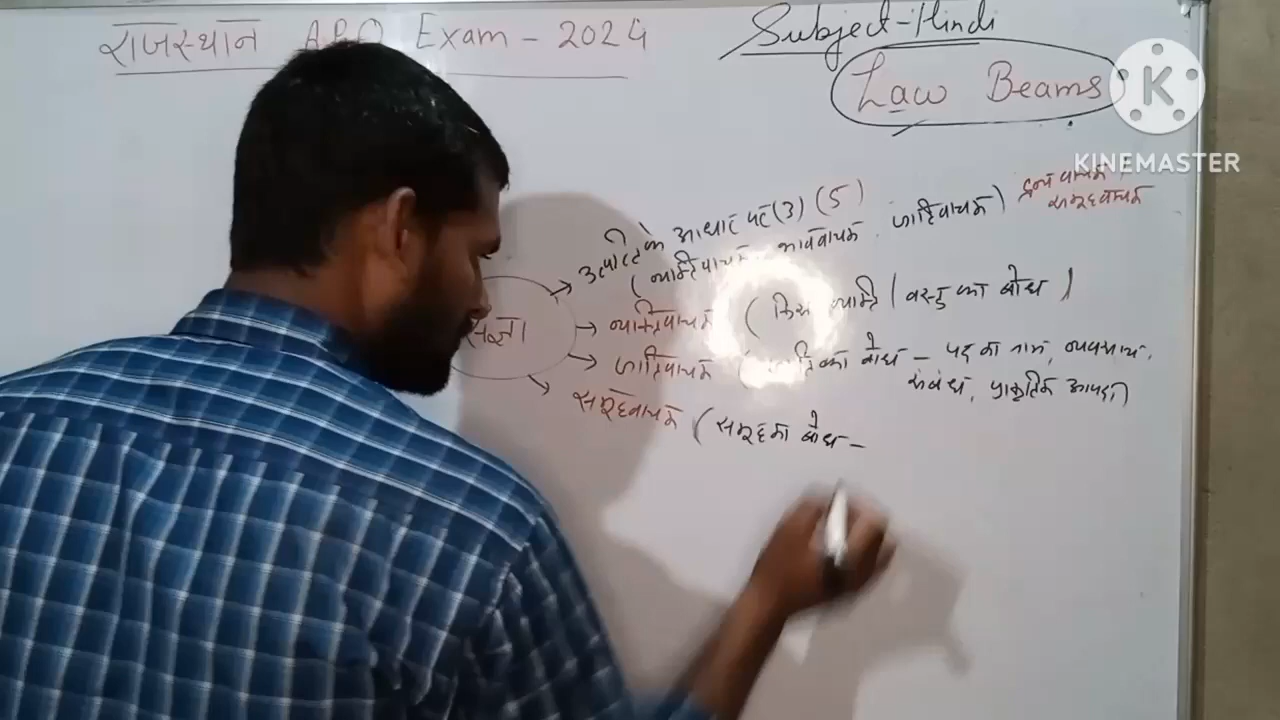 राजस्थान APO Exam - 2024
Subject - Hindi
Law Beams
KINEMASTER
उत्पत्ति के आधार पर (3) (5)
(व्यक्तिवाचक, भाववाचक, जातिवाचक) द्रव्यवाचक,
समूहवाचक
संज्ञा
व्यक्तिवाचक (किस व्यक्ति / वस्तु का बोध)
जातिवाचक ( जाति का बोध - पद का नाम, व्यवसाय,
संबंध, प्राकृतिक आपदा)
समूहवाचक (समूह का बोध -